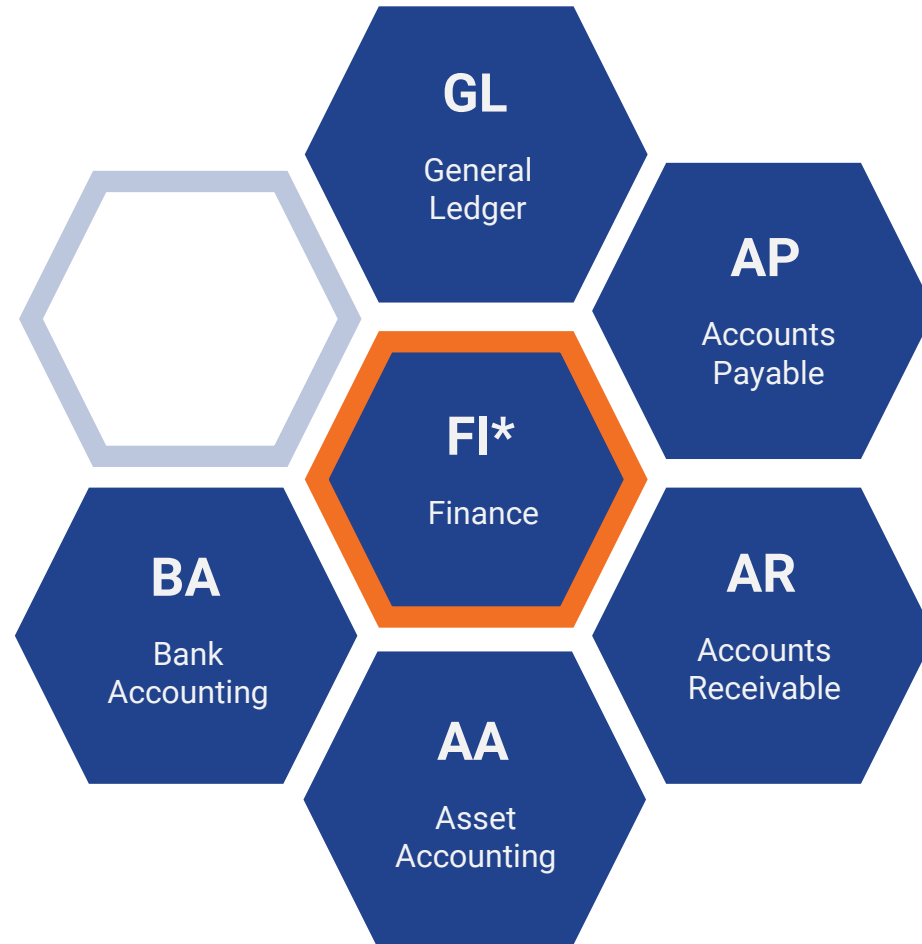 GL
General
Ledger
AP
Accounts
Payable
FI*
Finance
BA
Bank
Accounting
AR
Accounts
Receivable
AA
Asset
Accounting